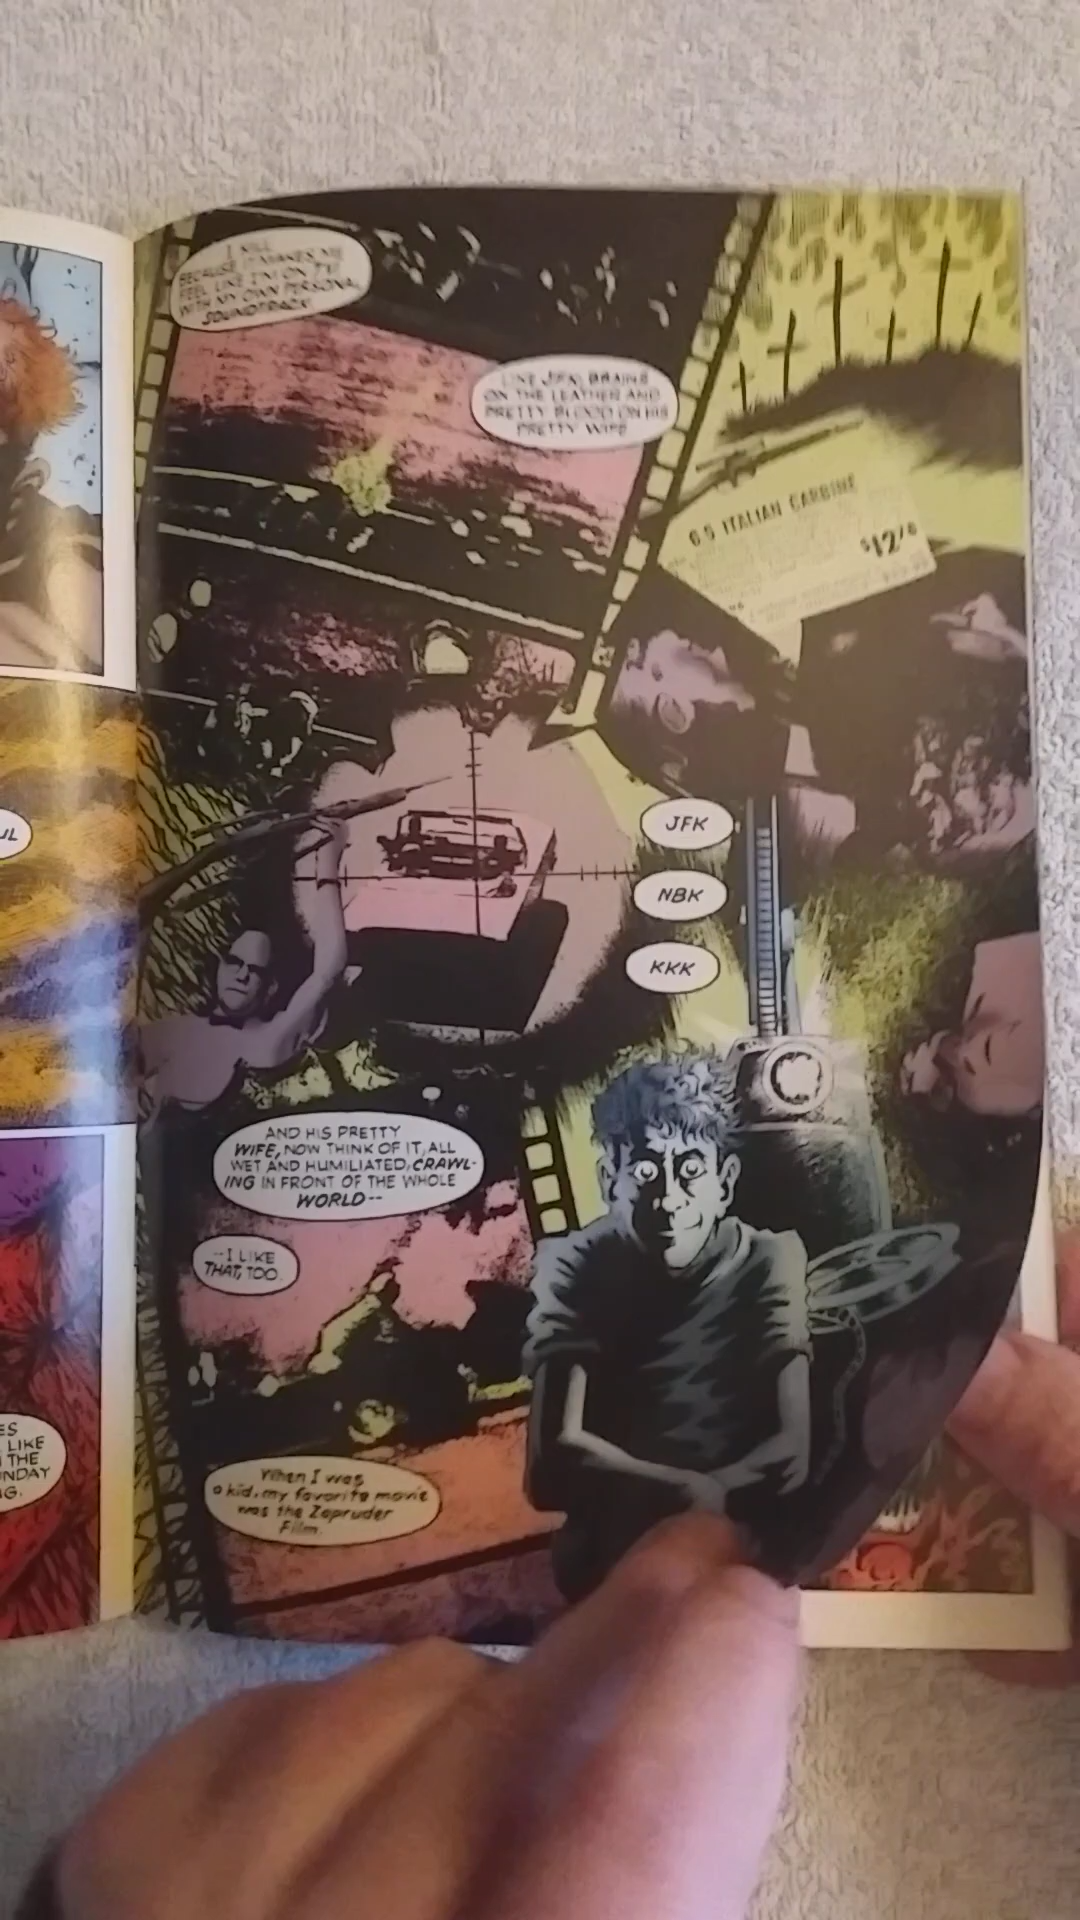 I KILL
BECAUSE IT MAKES ME
FEEL LIKE I'M ON TV
WITH MY OWN PERSONAL
SOUNDTRACK.
LIKE JFK, BRAINS
ON THE LEATHER AND
PRETTY BLOOD ON HIS
PRETTY WIFE
6.5 ITALIAN CARBINE
$12.78
JFK
NBK
KKK
UL
AND HIS PRETTY
WIFE, NOW THINK OF IT, ALL
WET AND HUMILIATED, CRAWL-
ING IN FRONT OF THE WHOLE
WORLD--
--I LIKE
THAT, TOO.
ES
LIKE
THE
UNDAY
G.
When I was
a kid, my favorite movie
was the Zapruder
Film.